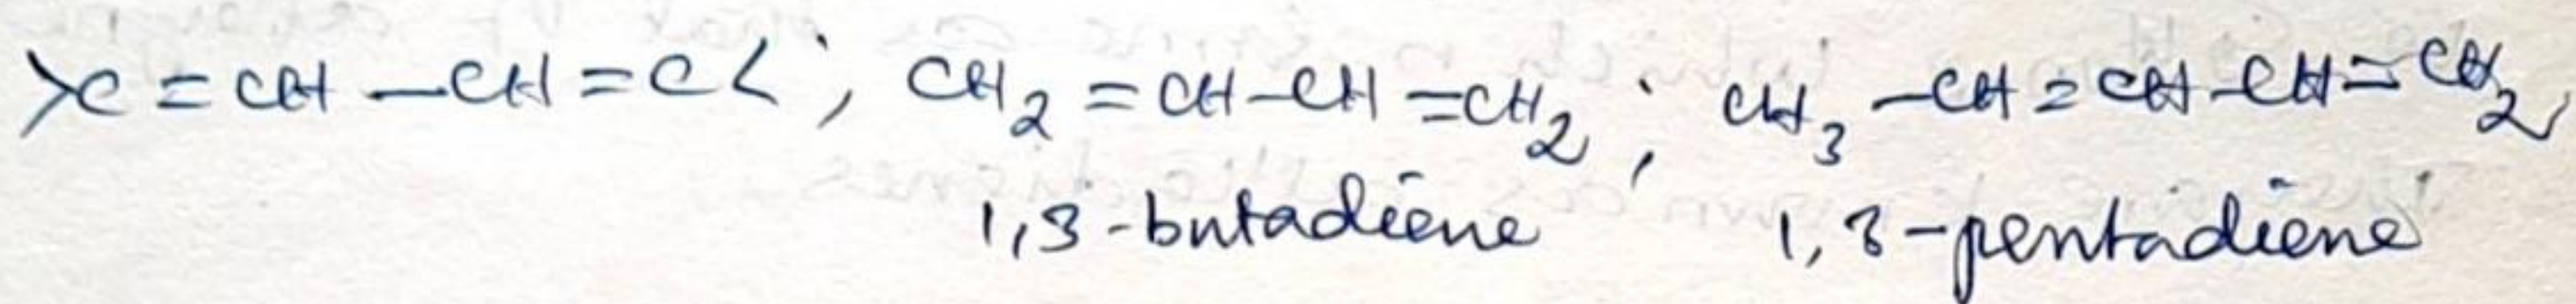 >C=CH-CH=C<; CH₂=CH-CH=CH₂; CH₃-CH=CH-CH=CH₂
1,3-butadiene 1,3-pentadiene